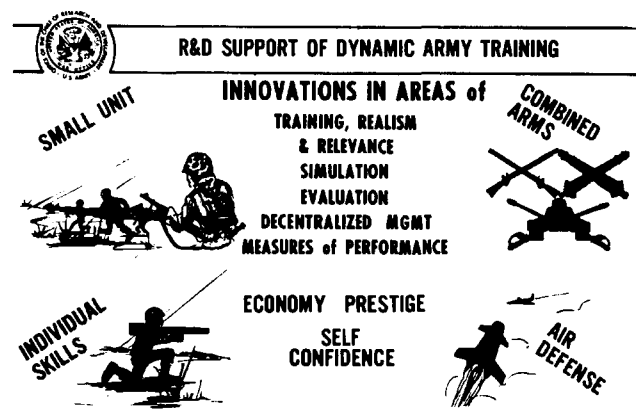 R&D SUPPORT OF DYNAMIC ARMY TRAINING
INNOVATIONS IN AREAS of
SMALL UNIT
TRAINING, REALISM
& RELEVANCE
SIMULATION
EVALUATION
DECENTRALIZED MGMT
MEASURES of PERFORMANCE
COMBINED
ARMS
INDIVIDUAL
SKILLS
ECONOMY PRESTIGE
SELF
CONFIDENCE
AIR
DEFENSE